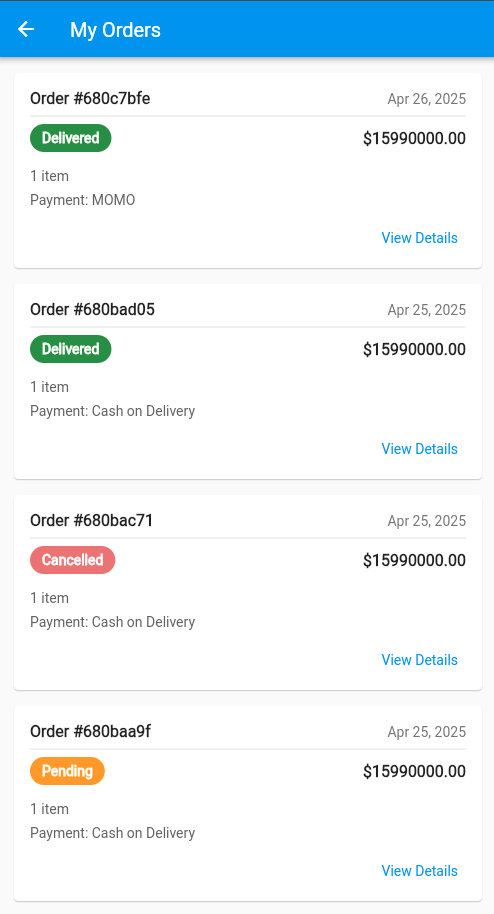 My Orders
Order #680c7bfe Apr 26, 2025
Delivered $15990000.00
1 item
Payment: MOMO
View Details
Order #680bad05 Apr 25, 2025
Delivered $15990000.00
1 item
Payment: Cash on Delivery
View Details
Order #680bac71 Apr 25, 2025
Cancelled $15990000.00
1 item
Payment: Cash on Delivery
View Details
Order #680baa9f Apr 25, 2025
Pending $15990000.00
1 item
Payment: Cash on Delivery
View Details